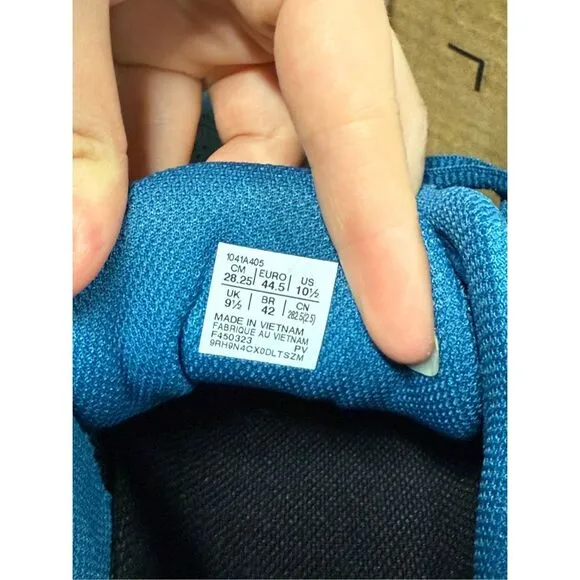 1041A405
CM EURO US
28.25 44.5 10½
UK BR CN
9½ 42 282.5(2.5)
MADE IN VIETNAM
FABRIQUE AU VIETNAM
F450323 PV
9RH9N4CX0DLTSZM